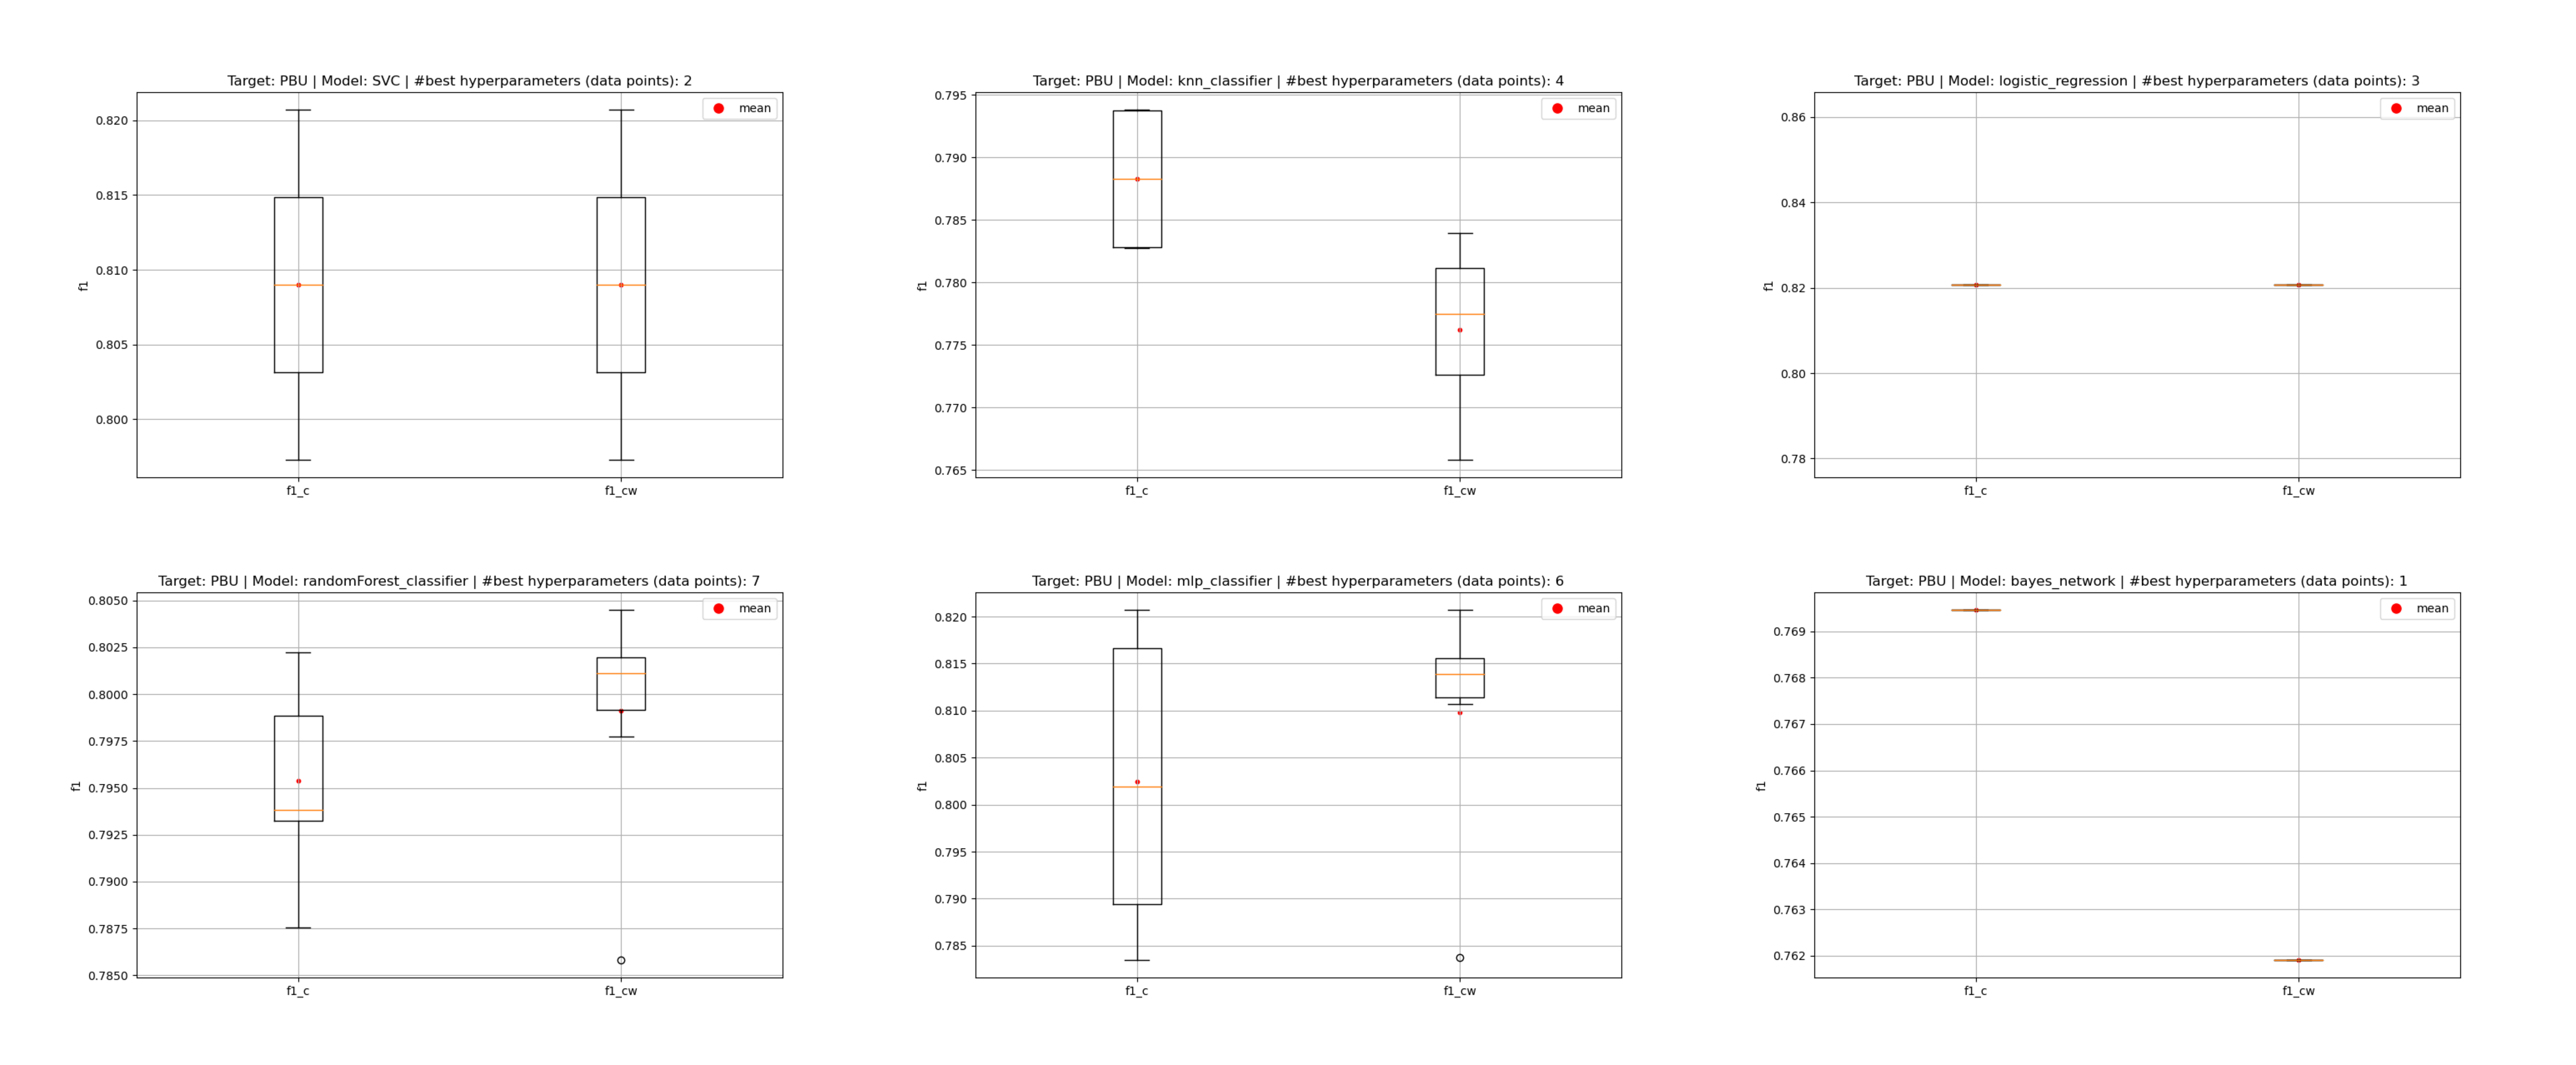 Target: PBU | Model: SVC | #best hyperparameters (data points): 2
mean
0.820
0.815
0.810
0.805
0.800
f1
f1_c
f1_cw
Target: PBU | Model: knn_classifier | #best hyperparameters (data points): 4
mean
0.795
0.790
0.785
0.780
0.775
0.770
0.765
f1
f1_c
f1_cw
Target: PBU | Model: logistic_regression | #best hyperparameters (data points): 3
mean
0.86
0.84
0.82
0.80
0.78
f1
f1_c
f1_cw
Target: PBU | Model: randomForest_classifier | #best hyperparameters (data points): 7
mean
0.8050
0.8025
0.8000
0.7975
0.7950
0.7925
0.7900
0.7875
0.7850
f1
f1_c
f1_cw
Target: PBU | Model: mlp_classifier | #best hyperparameters (data points): 6
mean
0.820
0.815
0.810
0.805
0.800
0.795
0.790
0.785
f1
f1_c
f1_cw
Target: PBU | Model: bayes_network | #best hyperparameters (data points): 1
mean
0.769
0.768
0.767
0.766
0.765
0.764
0.763
0.762
f1
f1_c
f1_cw